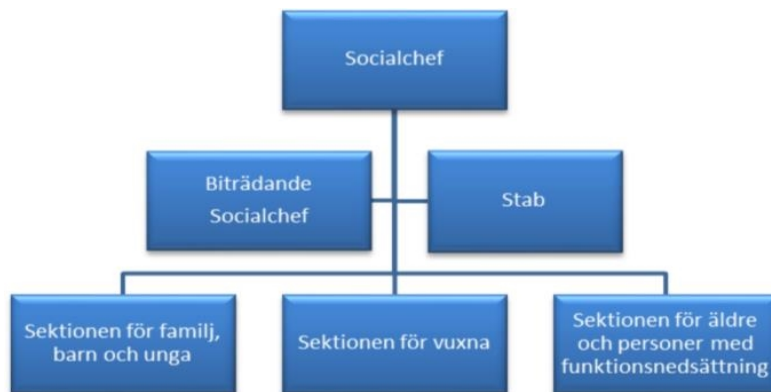 Socialchef
Biträdande
Socialchef
Stab
Sektionen för familj,
barn och unga
Sektionen för vuxna
Sektionen för äldre
och personer med
funktionsnedsättning